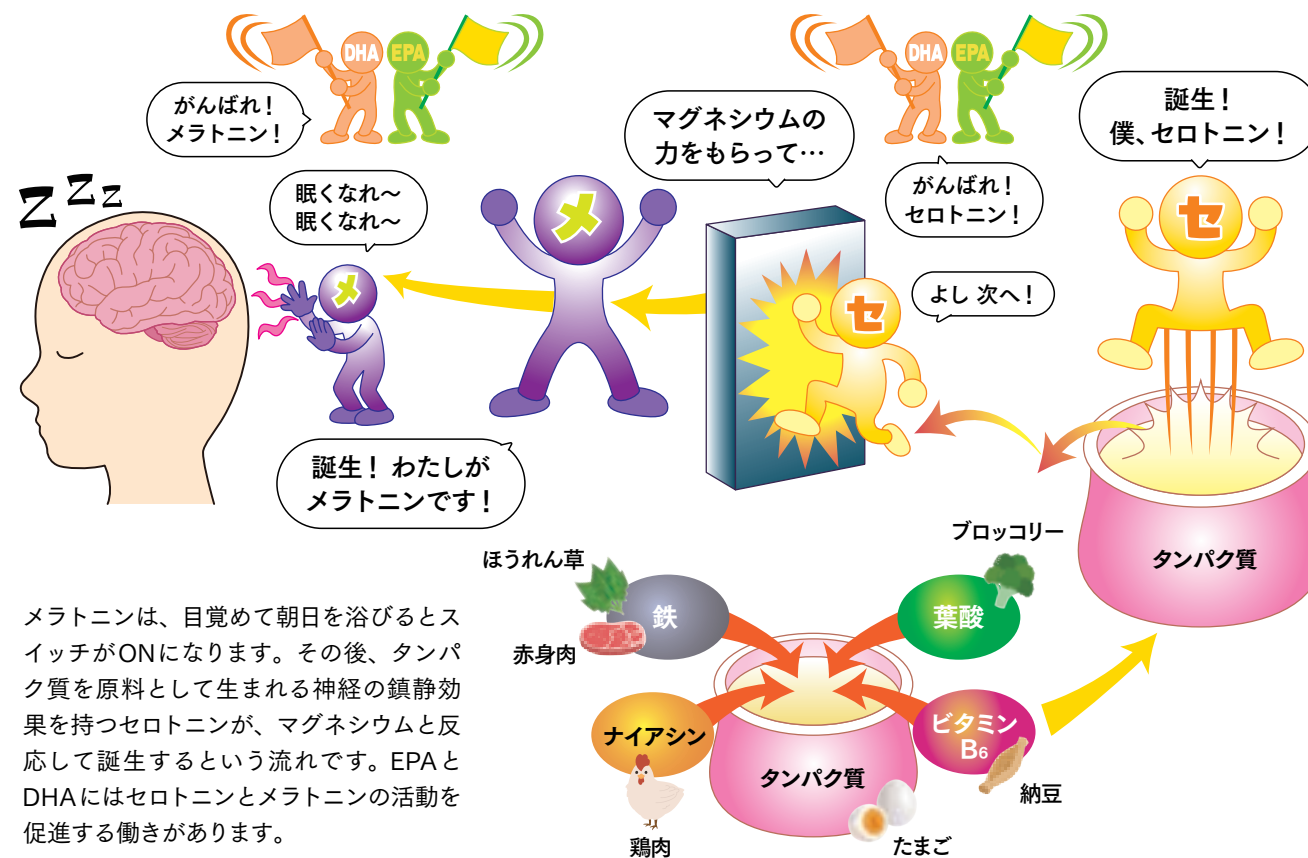 DHA
EPA
がんばれ！
メラトニン！
DHA
EPA
がんばれ！
セロトニン！
誕生！
僕、セロトニン！
セ
マグネシウムの
力をもらって…
よし 次へ！
セ
メ
誕生！ わたしが
メラトニンです！
眠くなれ〜
眠くなれ〜
メ
ZZZ
タンパク質
ほうれん草
赤身肉
鉄
ブロッコリー
葉酸
ナイアシン
鶏肉
ビタミン
B6
納豆
タンパク質
たまご
メラトニンは、目覚めて朝日を浴びるとス
イッチがONになります。その後、タンパ
ク質を原料として生まれる神経の鎮静効
果を持つセロトニンが、マグネシウムと反
応して誕生するという流れです。EPAと
DHAにはセロトニンとメラトニンの活動を
促進する働きがあります。